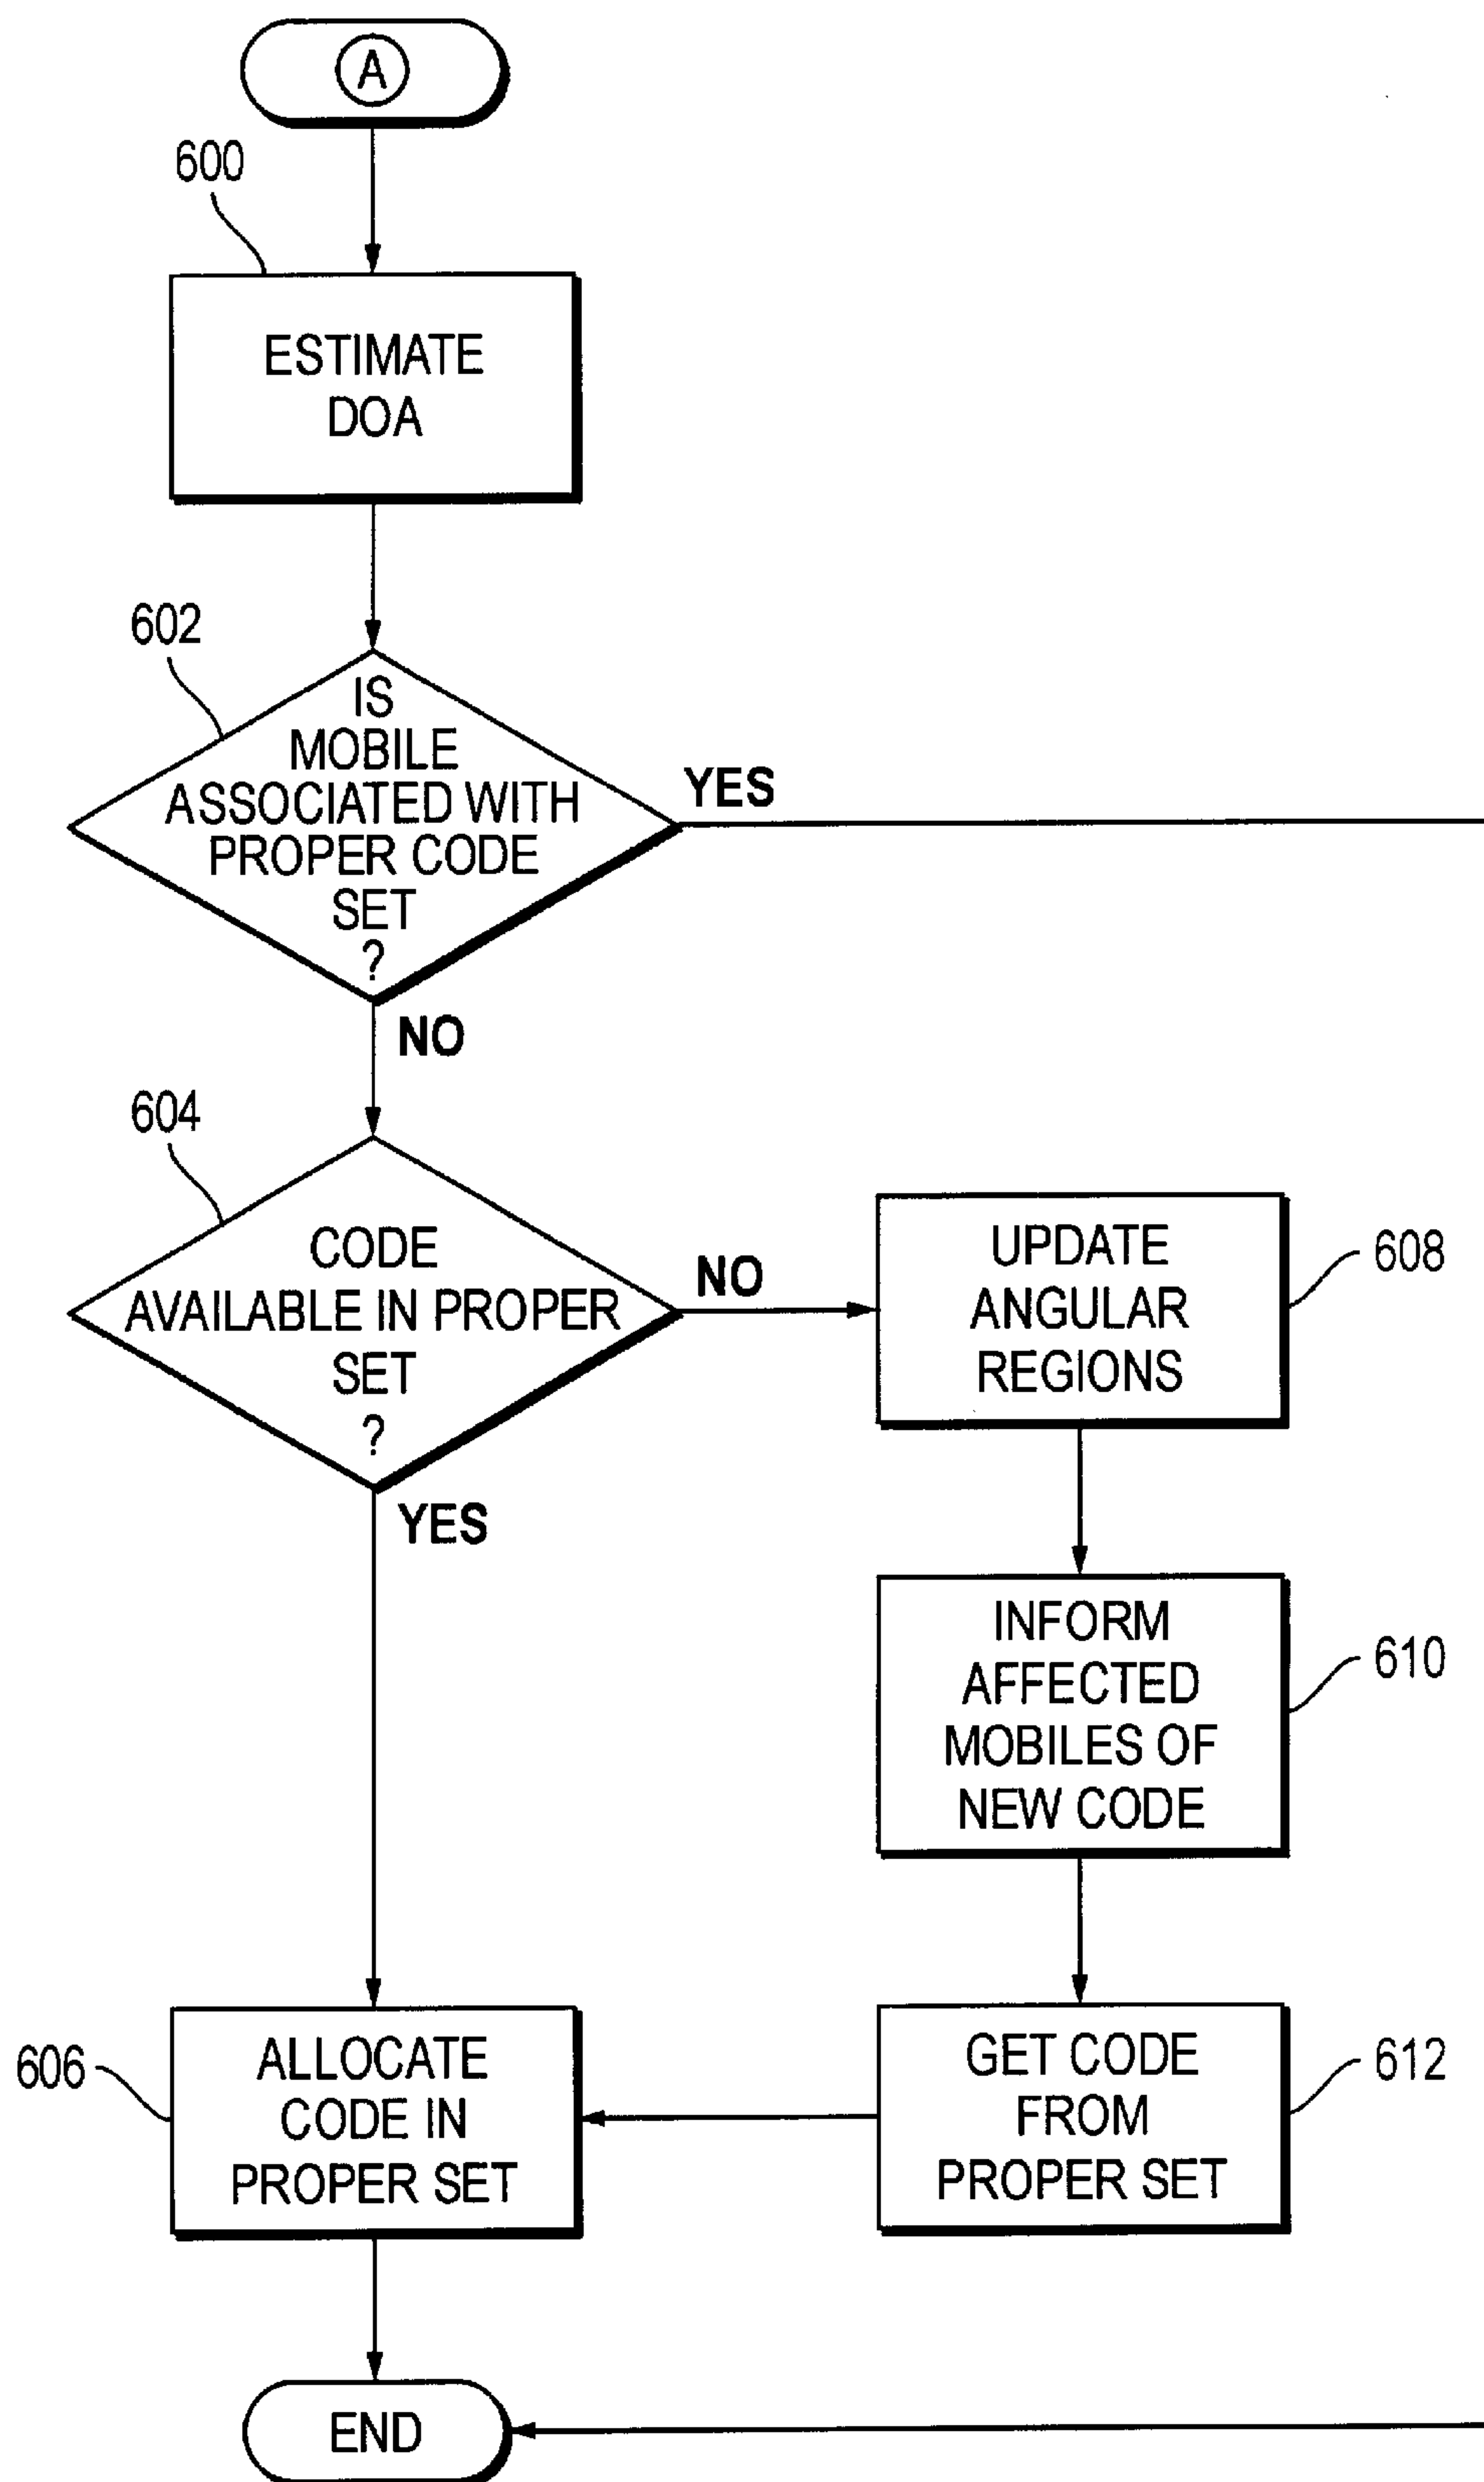 A
600
ESTIMATE
DOA
602
IS
MOBILE
ASSOCIATED WITH
PROPER CODE
SET
?
YES
NO
604
CODE
AVAILABLE IN PROPER
SET
?
NO
YES
UPDATE
ANGULAR
REGIONS
608
INFORM
AFFECTED
MOBILES OF
NEW CODE
610
606
ALLOCATE
CODE IN
PROPER SET
GET CODE
FROM
PROPER SET
612
END